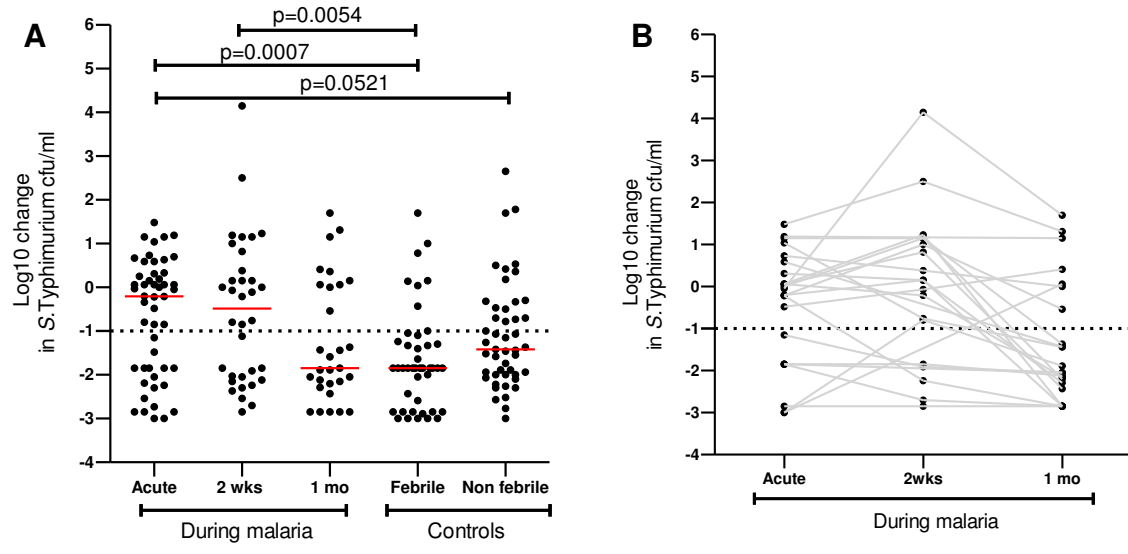 A
p=0.0054
p=0.0007
p=0.0521
Log10 change
in S.Typhimurium cfu/ml
6
5
4
3
2
1
0
-1
-2
-3
-4
Acute
2 wks
1 mo
Febrile
Non febrile
During malaria
Controls
B
Log10 change
in S.Typhimurium cfu/ml
6
5
4
3
2
1
0
-1
-2
-3
-4
Acute
2wks
1 mo
During malaria